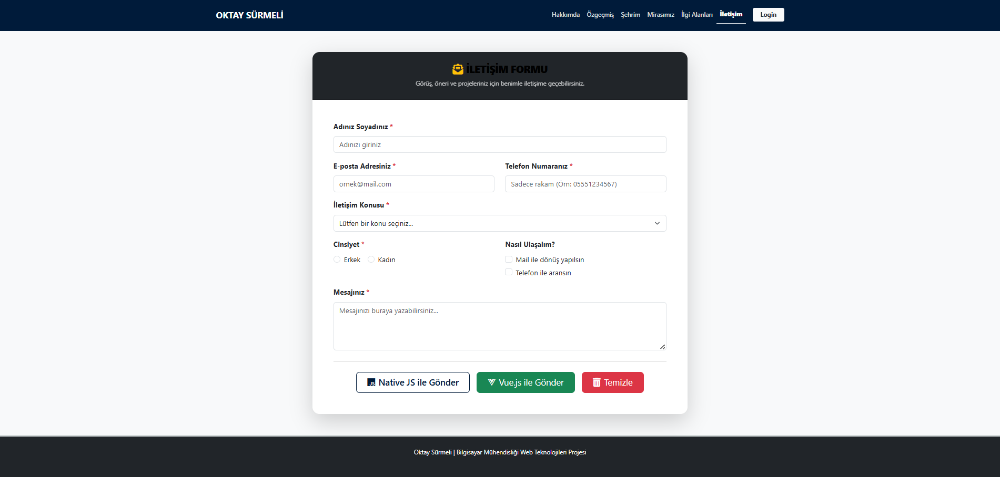 OKTAY SÜRMELİ
Hakkımda Özgeçmiş Şehrim Mirasımız İlgi Alanları İletişim Login
İLETİŞİM FORMU
Görüş, öneri ve projeleriniz için benimle iletişime geçebilirsiniz.
Adınız Soyadınız *
Adınızı giriniz
E-posta Adresiniz * Telefon Numaranız *
ornek@mail.com Sadece rakam (Örn: 05551234567)
İletişim Konusu *
Lütfen bir konu seçiniz...
Cinsiyet * Nasıl Ulaşalım?
Erkek Kadın Mail ile dönüş yapılsın
Telefon ile aransın
Mesajınız *
Mesajınızı buraya yazabilirsiniz...
JS Native JS ile Gönder Vue.js ile Gönder Temizle
Oktay Sürmeli | Bilgisayar Mühendisliği Web Teknolojileri Projesi